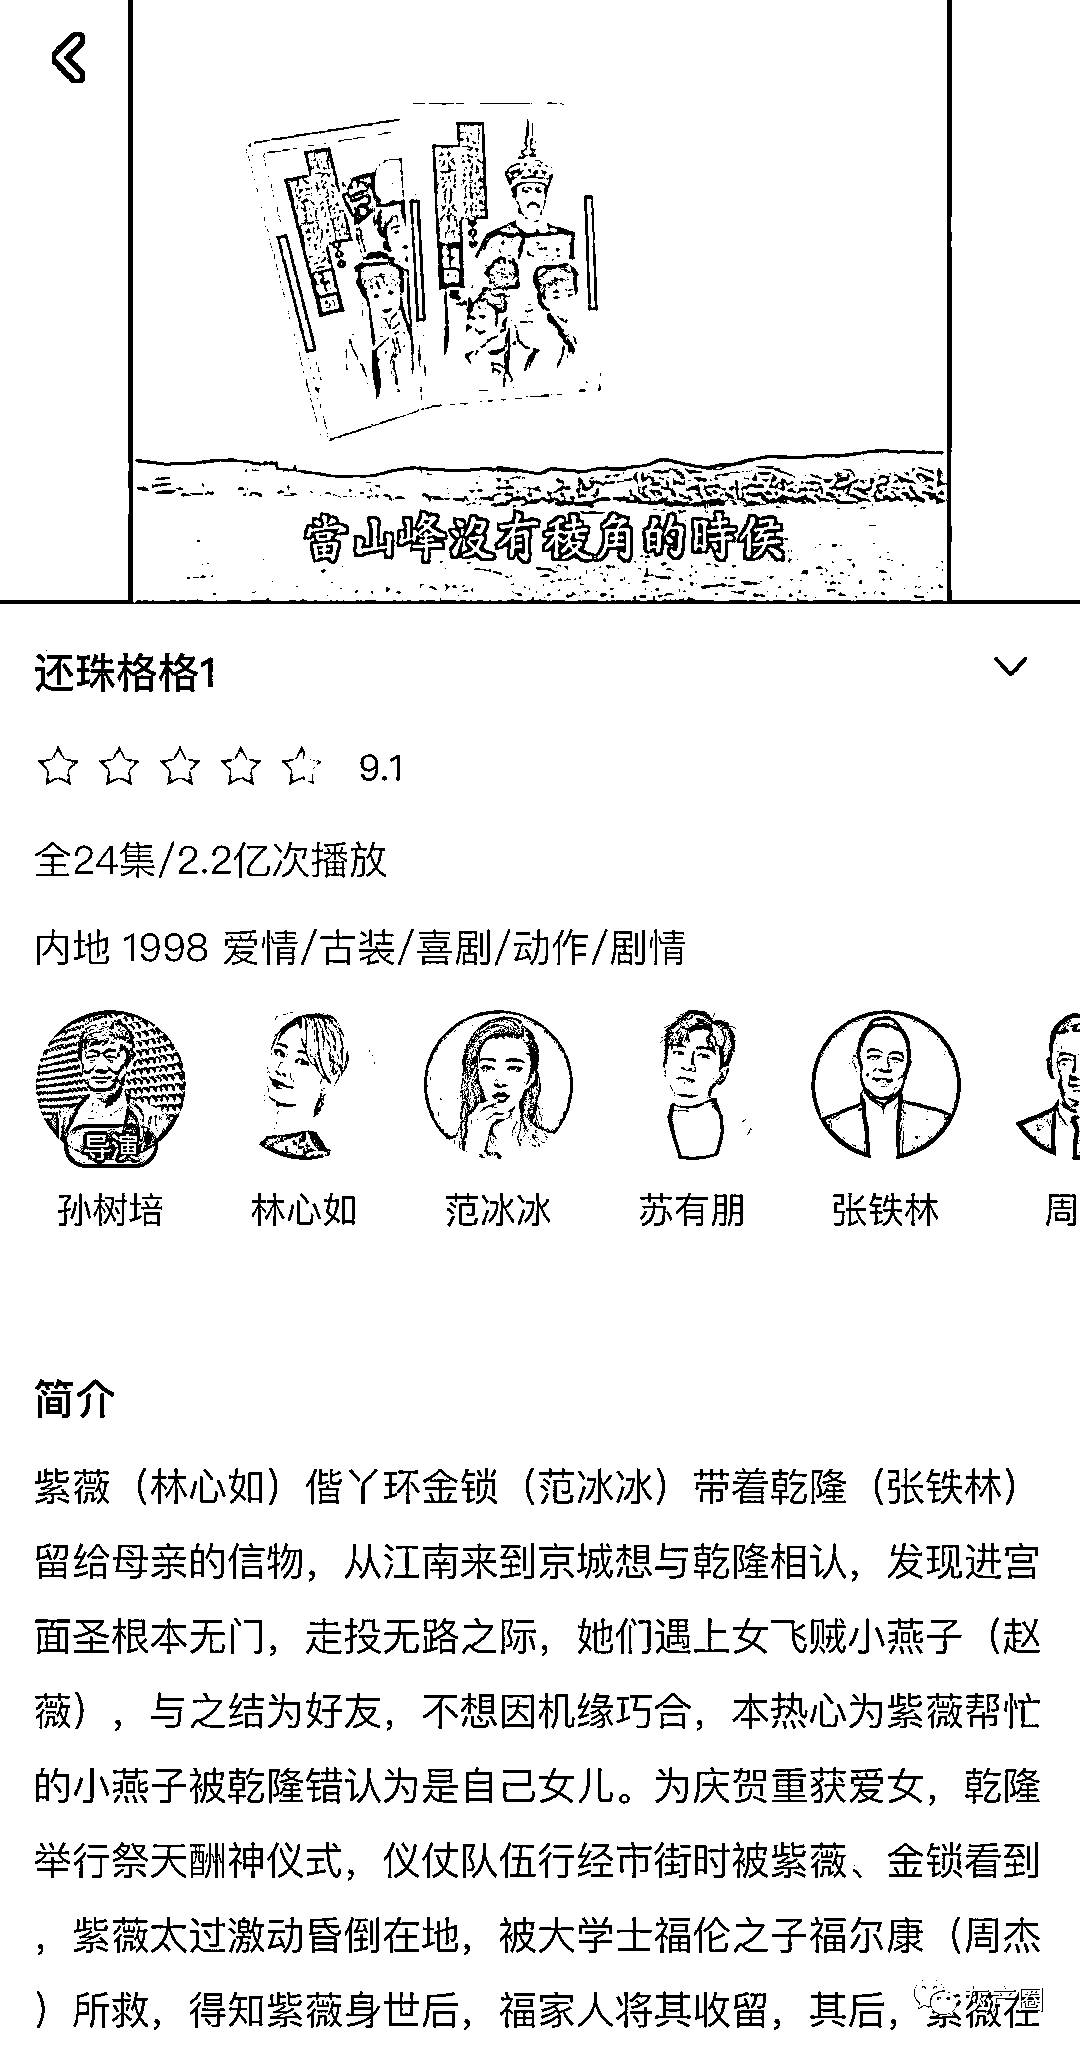 當山峰沒有稜角的時候
还珠格格1
9.1
全24集/2.2亿次播放
内地 1998 爱情/古装/喜剧/动作/剧情
导演
孙树培 林心如 范冰冰 苏有朋 张铁林 周
简介
紫薇（林心如）偕丫环金锁（范冰冰）带着乾隆（张铁林）
留给母亲的信物，从江南来到京城想与乾隆相认，发现进宫
面圣根本无门，走投无路之际，她们遇上女飞贼小燕子（赵
薇），与之结为好友，不想因机缘巧合，本热心为紫薇帮忙
的小燕子被乾隆错认为是自己女儿。为庆贺重获爱女，乾隆
举行祭天酬神仪式，仪仗队伍行经市街时被紫薇、金锁看到
，紫薇太过激动昏倒在地，被大学士福伦之子福尔康（周杰
）所救，得知紫薇身世后，福家人将其收留，其后，紫薇在